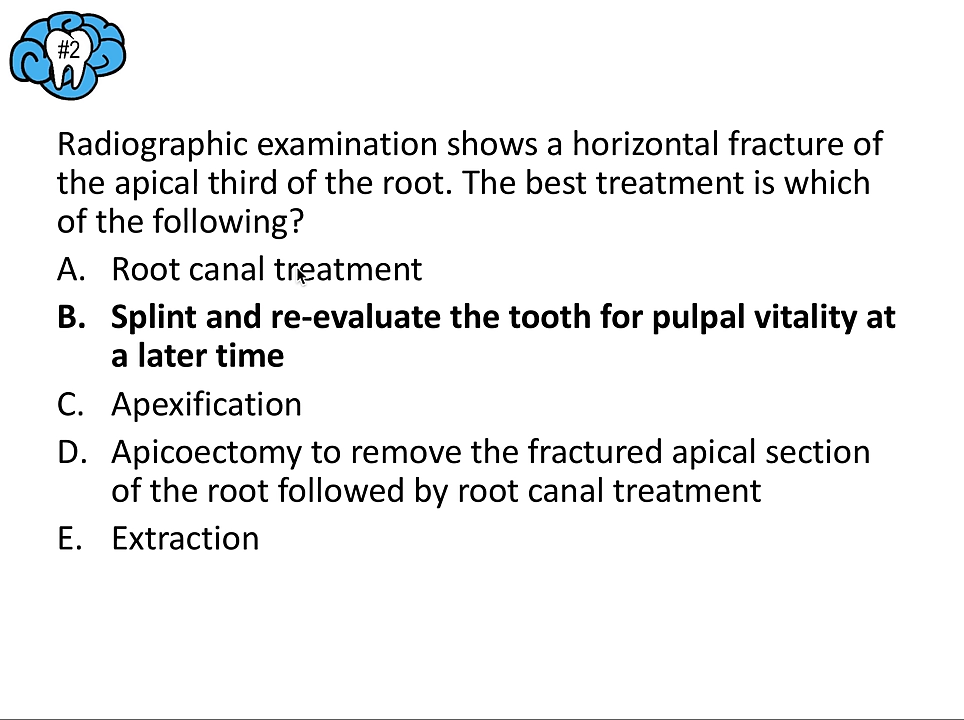 #2
Radiographic examination shows a horizontal fracture of
the apical third of the root. The best treatment is which
of the following?
A. Root canal treatment
B. Splint and re-evaluate the tooth for pulpal vitality at
a later time
C. Apexification
D. Apicoectomy to remove the fractured apical section
of the root followed by root canal treatment
E. Extraction